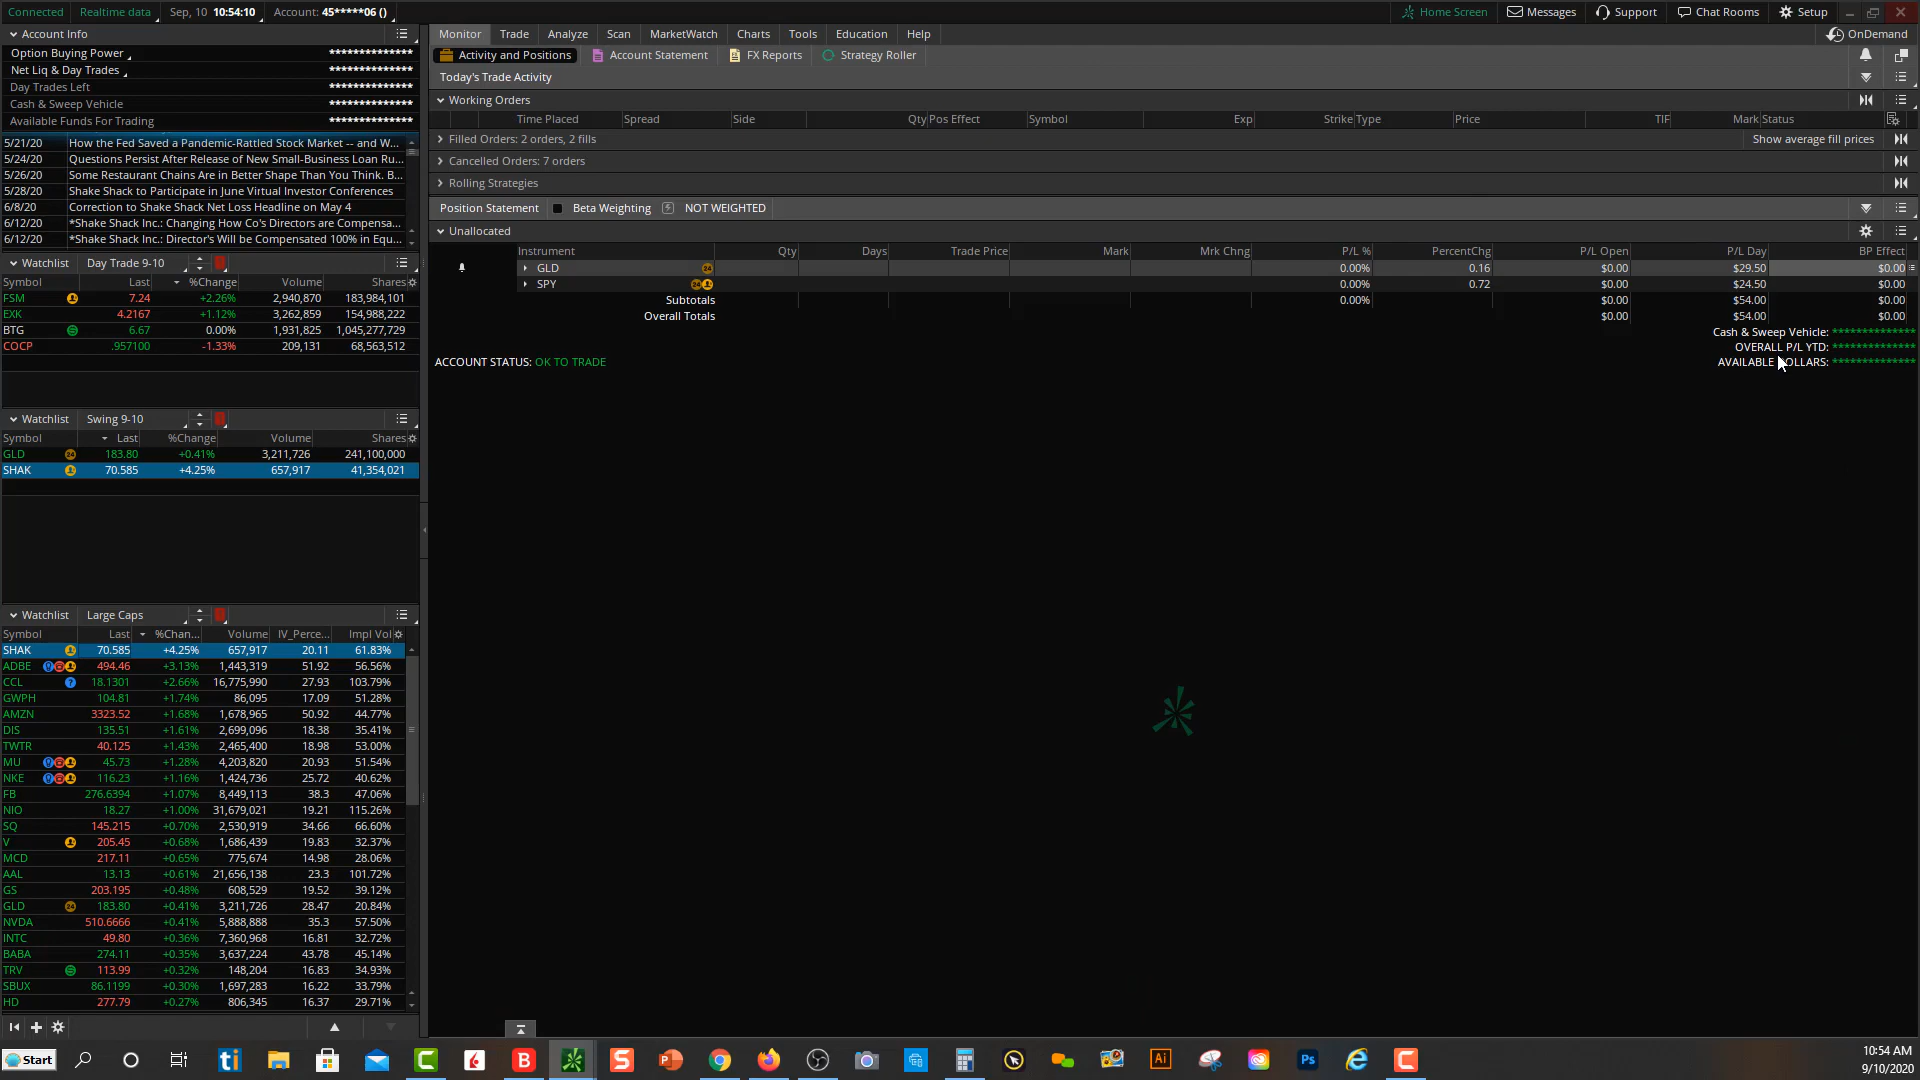 Connected Realtime data Sep, 10 10:54:10 Account: 45*****06 () Home Screen Messages Support Chat Rooms Setup
Account Info
Option Buying Power **************
Net Liq & Day Trades **************
Day Trades Left **************
Cash & Sweep Vehicle **************
Available Funds For Trading **************
5/21/20 How the Fed Saved a Pandemic-Rattled Stock Market -- and W...
5/24/20 Questions Persist After Release of New Small-Business Loan Ru...
5/26/20 Some Restaurant Chains Are in Better Shape Than You Think. B...
5/28/20 Shake Shack to Participate in June Virtual Investor Conferences
6/8/20 Correction to Shake Shack Net Loss Headline on May 4
6/12/20 *Shake Shack Inc.: Changing How Co's Directors are Compensa...
6/12/20 *Shake Shack Inc.: Director's Will be Compensated 100% in Equ...
Watchlist Day Trade 9-10
Symbol Last %Change Volume Shares
FSM 7.24 +2.26% 2,940,870 183,984,101
EXK 4.2167 +1.12% 3,262,859 154,988,222
BTG 6.67 0.00% 1,931,825 1,045,277,729
COCP .957100 -1.33% 209,131 68,563,512
Watchlist Swing 9-10
Symbol Last %Change Volume Shares
GLD 24 183.80 +0.41% 3,211,726 241,100,000
SHAK 70.585 +4.25% 657,917 41,354,021
Watchlist Large Caps
Symbol Last %Chan... Volume IV_Perce... Impl Vol
SHAK 70.585 +4.25% 657,917 20.11 61.83%
ADBE 494.46 +3.13% 1,443,319 51.92 56.56%
CCL 18.1301 +2.66% 16,775,990 27.93 103.79%
GWPH 104.81 +1.74% 86,095 17.09 51.28%
AMZN 3323.52 +1.68% 1,678,965 50.92 44.77%
DIS 135.51 +1.61% 2,699,096 18.38 35.41%
TWTR 40.125 +1.43% 2,465,400 18.98 53.00%
MU 45.73 +1.28% 4,203,820 20.93 51.54%
NKE 116.23 +1.16% 1,424,736 25.72 40.62%
FB 276.6394 +1.07% 8,449,113 38.3 47.06%
NIO 18.27 +1.00% 31,679,021 19.21 115.26%
SQ 145.215 +0.70% 2,530,919 34.66 66.60%
V 205.45 +0.68% 1,686,439 19.83 32.37%
MCD 217.11 +0.65% 775,674 14.98 28.06%
AAL 13.13 +0.61% 21,656,138 23.3 101.72%
GS 203.195 +0.48% 608,529 19.52 39.12%
GLD 24 183.80 +0.41% 3,211,726 28.47 20.84%
NVDA 510.6666 +0.41% 5,888,888 35.3 57.50%
INTC 49.80 +0.36% 7,360,968 16.81 32.72%
BABA 274.11 +0.35% 3,637,224 43.78 45.14%
TRV 113.99 +0.32% 148,204 16.83 34.93%
SBUX 86.1199 +0.30% 1,697,283 16.22 33.79%
HD 277.79 +0.27% 806,345 16.37 29.71%
Monitor Trade Analyze Scan MarketWatch Charts Tools Education Help OnDemand
Activity and Positions Account Statement FX Reports Strategy Roller
Today's Trade Activity
Working Orders
Time Placed Spread Side Qty Pos Effect Symbol Exp Strike Type Price TIF Mark Status
Filled Orders: 2 orders, 2 fills Show average fill prices
Cancelled Orders: 7 orders
Rolling Strategies
Position Statement Beta Weighting NOT WEIGHTED
Unallocated
Instrument Qty Days Trade Price Mark Mrk Chng P/L % PercentChg P/L Open P/L Day BP Effect
GLD 24 0.00% 0.16 $0.00 $29.50 $0.00
SPY 24 0.00% 0.72 $0.00 $24.50 $0.00
Subtotals 0.00% $0.00 $54.00 $0.00
Overall Totals $0.00 $54.00 $0.00
Cash & Sweep Vehicle: **************
OVERALL P/L YTD: **************
ACCOUNT STATUS: OK TO TRADE AVAILABLE DOLLARS: **************
Start ti B S P Ai Ps C
10:54 AM
9/10/2020